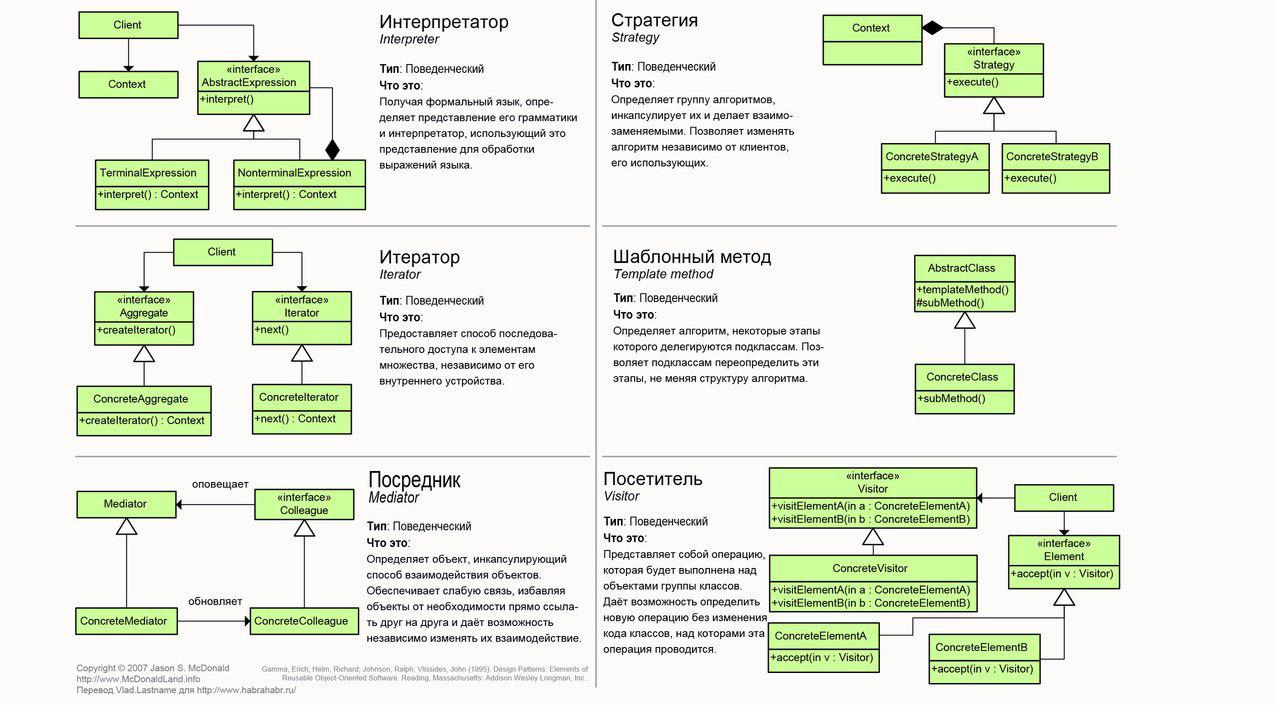 Client
Context
«interface»
AbstractExpression
+interpret()
TerminalExpression
+interpret() : Context
NonterminalExpression
+interpret() : Context
Интерпретатор
Interpreter
Тип: Поведенческий
Что это:
Получая формальный язык, опре-
деляет представление его грамматики
и интерпретатор, использующий это
представление для обработки
выражений языка.
Стратегия
Strategy
Тип: Поведенческий
Что это:
Определяет группу алгоритмов,
инкапсулирует их и делает взаимо-
заменяемыми. Позволяет изменять
алгоритм независимо от клиентов,
его использующих.
Context
«interface»
Strategy
+execute()
ConcreteStrategyA
+execute()
ConcreteStrategyB
+execute()
Client
«interface»
Aggregate
+createIterator()
«interface»
Iterator
+next()
ConcreteAggregate
+createIterator() : Context
ConcreteIterator
+next() : Context
Итератор
Iterator
Тип: Поведенческий
Что это:
Предоставляет способ последова-
тельного доступа к элементам
множества, независимо от его
внутреннего устройства.
Шаблонный метод
Template method
Тип: Поведенческий
Что это:
Определяет алгоритм, некоторые этапы
которого делегируются подклассам. Поз-
воляет подклассам переопределить эти
этапы, не меняя структуру алгоритма.
AbstractClass
+templateMethod()
#subMethod()
ConcreteClass
+subMethod()
Mediator
оповещает
«interface»
Colleague
обновляет
ConcreteMediator
ConcreteColleague
Посредник
Mediator
Тип: Поведенческий
Что это:
Определяет объект, инкапсулирующий
способ взаимодействия объектов.
Обеспечивает слабую связь, избавляя
объекты от необходимости прямо ссыла-
ть друг на друга и даёт возможность
независимо изменять их взаимодействие.
Посетитель
Visitor
Тип: Поведенческий
Что это:
Представляет собой операцию,
которая будет выполнена над
объектами группы классов.
Даёт возможность определить
новую операцию без изменения
кода классов, над которыми эта
операция проводится.
«interface»
Visitor
+visitElementA(in a : ConcreteElementA)
+visitElementB(in b : ConcreteElementB)
Client
«interface»
Element
+accept(in v : Visitor)
ConcreteVisitor
+visitElementA(in a : ConcreteElementA)
+visitElementB(in b : ConcreteElementB)
ConcreteElementA
+accept(in v : Visitor)
ConcreteElementB
+accept(in v : Visitor)
Copyright © 2007 Jason S. McDonald
http://www.McDonaldLand.info
Перевод Vlad.Lastname для http://www.habrahabr.ru/
Gamma, Erich; Helm, Richard; Johnson, Ralph; Vlissides, John (1995). Design Patterns: Elements of
Reusable Object-Oriented Software. Reading, Massachusetts: Addison Wesley Longman, Inc..